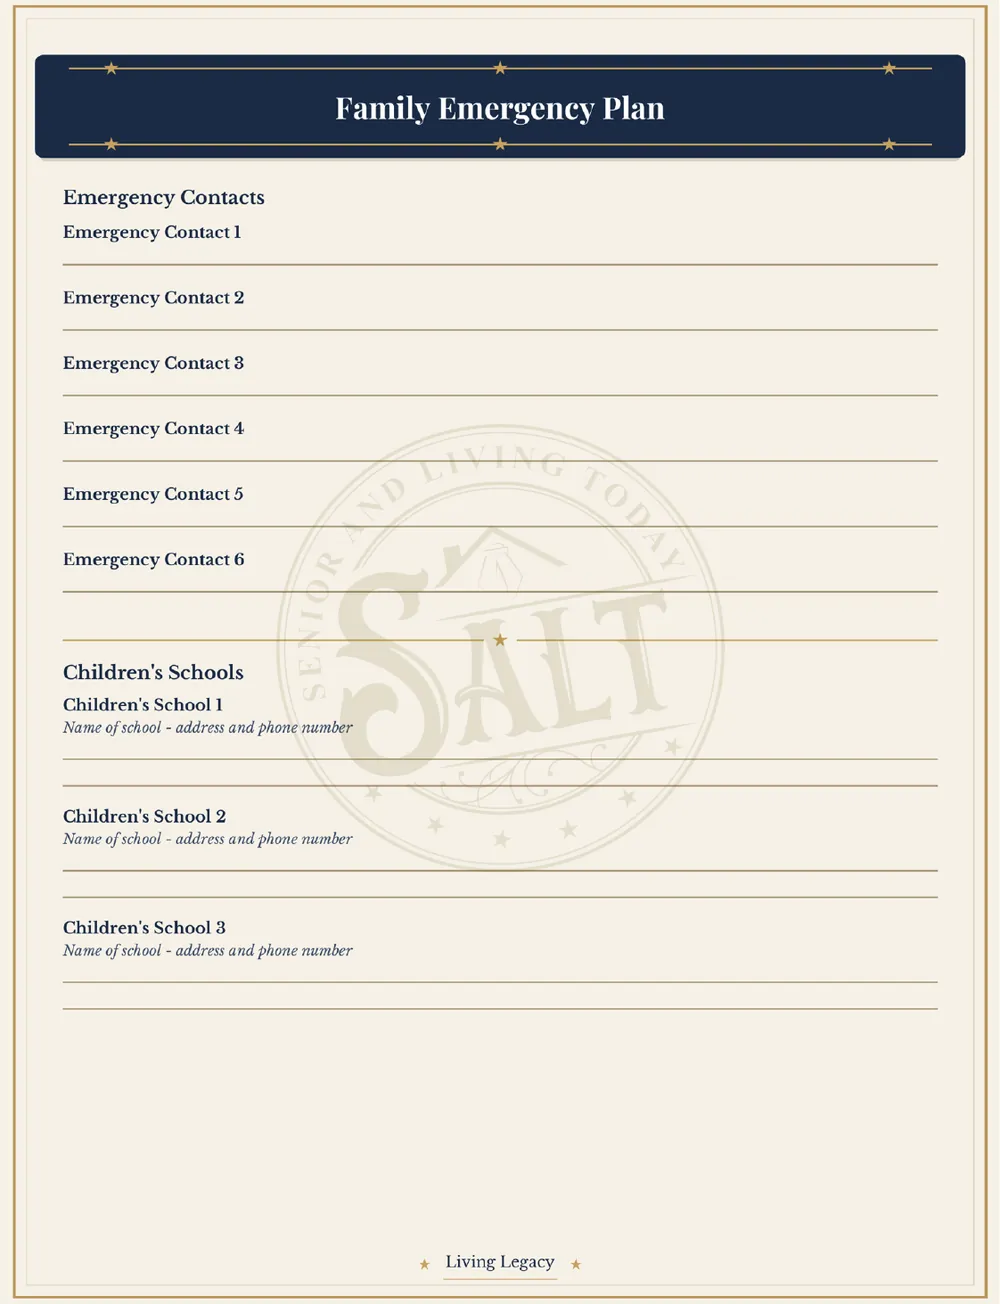 Family Emergency Plan
Emergency Contacts
Emergency Contact 1
Emergency Contact 2
Emergency Contact 3
Emergency Contact 4
Emergency Contact 5
Emergency Contact 6
SENIOR AND LIVING TODAY
SALT
Children's Schools
Children's School 1
Name of school - address and phone number
Children's School 2
Name of school - address and phone number
Children's School 3
Name of school - address and phone number
Living Legacy